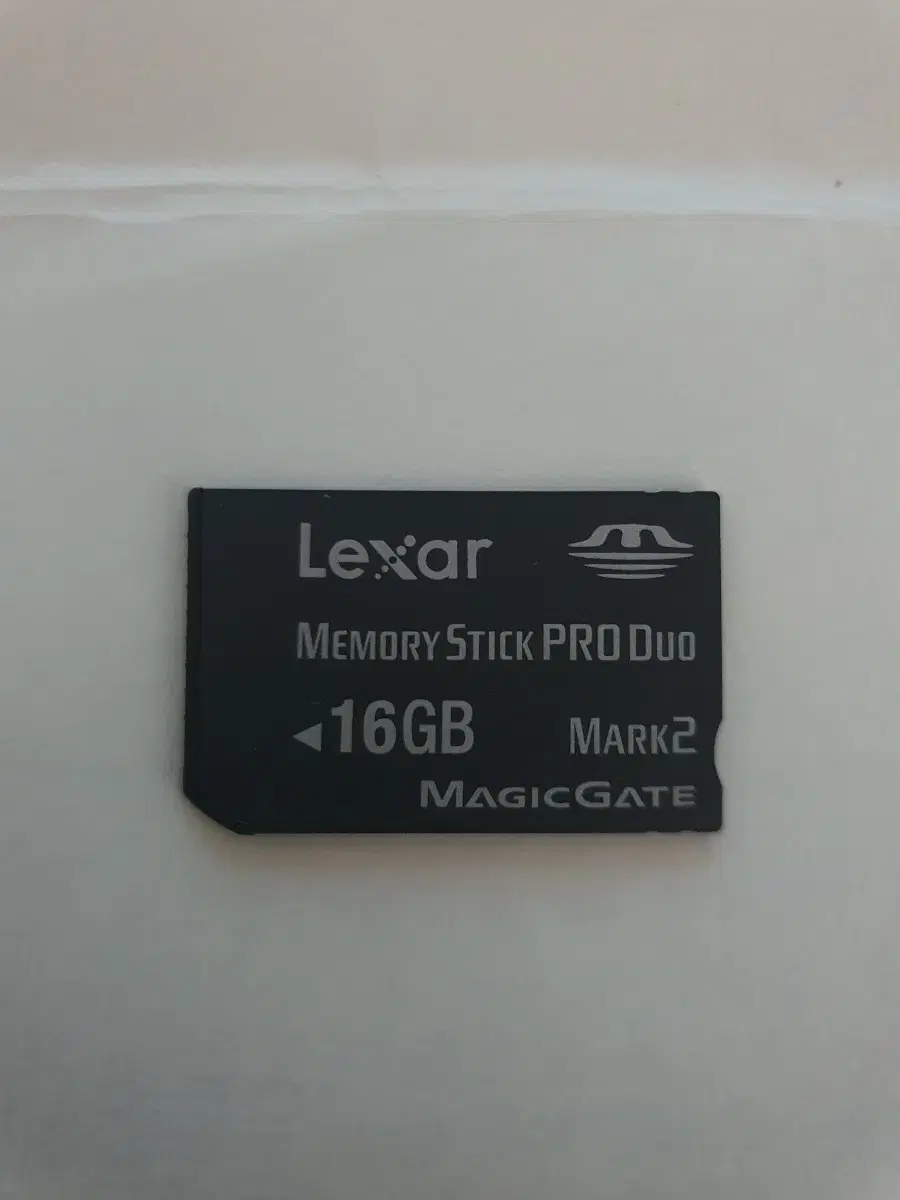 Lexar
MEMORY STICK PRO DUO
16GB MARK2
MAGICGATE